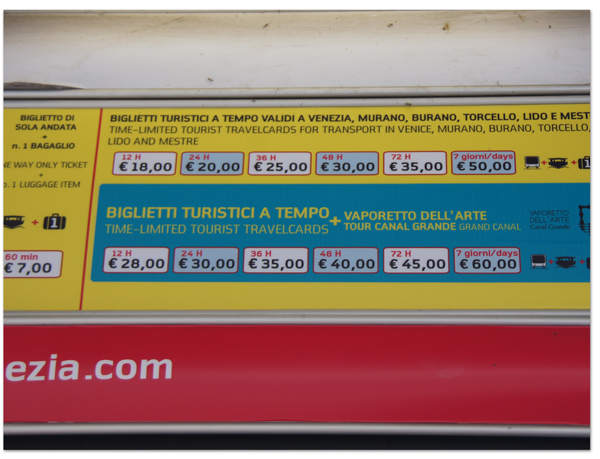 BIGLIETTO DI
SOLA ANDATA
+
n. 1 BAGAGLIO
NE WAY ONLY TICKET
+
o. 1 LUGGAGE ITEM
+ 1
60 min
€ 7,00
BIGLIETTI TURISTICI A TEMPO VALIDI A VENEZIA, MURANO, BURANO, TORCELLO, LIDO E MEST
TIME-LIMITED TOURIST TRAVELCARDS FOR TRANSPORT IN VENICE, MURANO, BURANO, TORCELLO,
LIDO AND MESTRE
12 H 24 H 36 H 48 H 72 H 7 giorni/days
€ 18,00 € 20,00 € 25,00 € 30,00 € 35,00 € 50,00
+ + 1
BIGLIETTI TURISTICI A TEMPO
TIME-LIMITED TOURIST TRAVELCARDS
+
VAPORETTO DELL'ARTE
TOUR CANAL GRANDE GRAND CANAL
VAPORETTO
DELL'ARTE
Canal Grande
12 H 24 H 36 H 48 H 72 H 7 giorni/days
€ 28,00 € 30,00 € 35,00 € 40,00 € 45,00 € 60,00
+ +
ezia.com